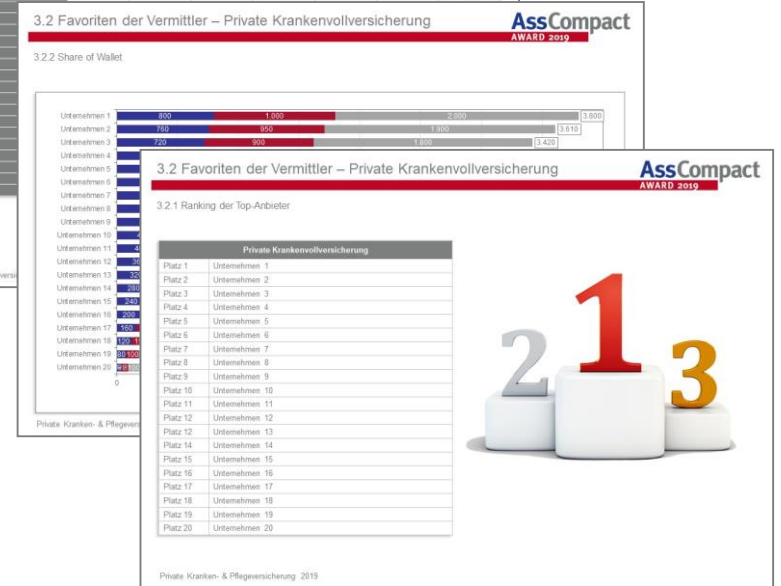 3.2 Favoriten der Vermittler – Private Krankenvollversicherung
AssCompact
AWARD 2019
3.2.2 Share of Wallet
Unternehmen 1 800 1.000 2.000 3.800
Unternehmen 2 760 950 1.900 3.610
Unternehmen 3 720 900 1.800 3.420
Unternehmen 4
Unternehmen 5
Unternehmen 6
Unternehmen 7
Unternehmen 8
Unternehmen 9
Unternehmen 10
Unternehmen 11
Unternehmen 12
Unternehmen 13 320
Unternehmen 14 280
Unternehmen 15 240
Unternehmen 16 200
Unternehmen 17 160
Unternehmen 18 120
Unternehmen 19 80 100
Unternehmen 20
0
Private Kranken- & Pflegevers
3.2 Favoriten der Vermittler – Private Krankenvollversicherung
AssCompact
AWARD 2019
3.2.1 Ranking der Top-Anbieter
Private Krankenvollversicherung
Platz 1 Unternehmen 1
Platz 2 Unternehmen 2
Platz 3 Unternehmen 3
Platz 4 Unternehmen 4
Platz 5 Unternehmen 5
Platz 6 Unternehmen 6
Platz 7 Unternehmen 7
Platz 8 Unternehmen 8
Platz 9 Unternehmen 9
Platz 10 Unternehmen 10
Platz 11 Unternehmen 11
Platz 12 Unternehmen 12
Platz 12 Unternehmen 13
Platz 14 Unternehmen 14
Platz 15 Unternehmen 15
Platz 16 Unternehmen 16
Platz 17 Unternehmen 17
Platz 18 Unternehmen 18
Platz 19 Unternehmen 19
Platz 20 Unternehmen 20
2 1 3
Private Kranken- & Pflegeversicherung 2019